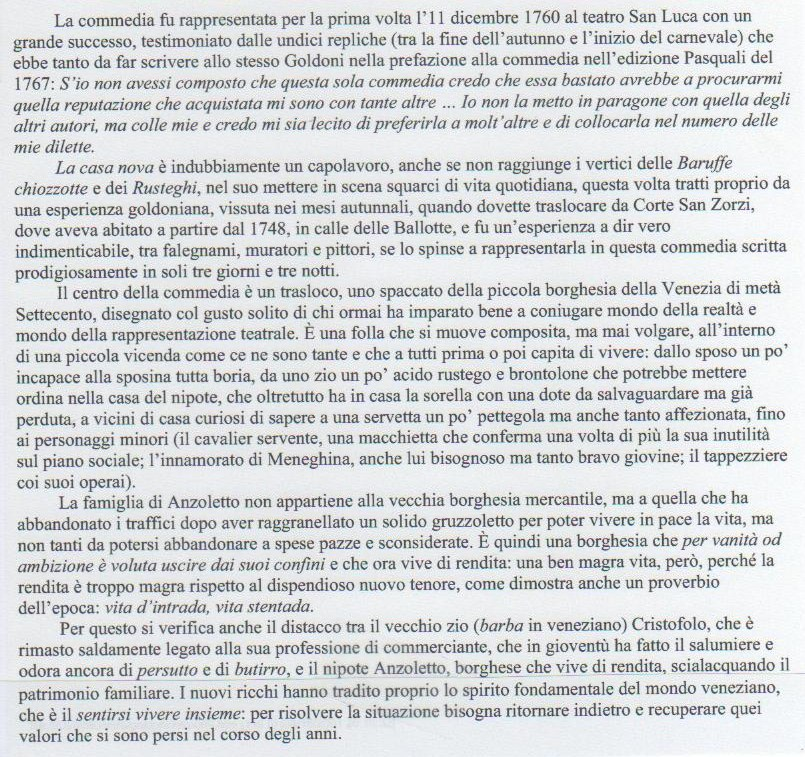 La commedia fu rappresentata per la prima volta l'11 dicembre 1760 al teatro San Luca con un
grande successo, testimoniato dalle undici repliche (tra la fine dell'autunno e l'inizio del carnevale) che
ebbe tanto da far scrivere allo stesso Goldoni nella prefazione alla commedia nell'edizione Pasquali del
1767: S'io non avessi composto che questa sola commedia credo che essa bastato avrebbe a procurarmi
quella reputazione che acquistata mi sono con tante altre ... Io non la metto in paragone con quella degli
altri autori, ma colle mie e credo mi sia lecito di preferirla a molt'altre e di collocarla nel numero delle
mie dilette.
La casa nova è indubbiamente un capolavoro, anche se non raggiunge i vertici delle Baruffe
chiozzotte e dei Rusteghi, nel suo mettere in scena squarci di vita quotidiana, questa volta tratti proprio da
una esperienza goldoniana, vissuta nei mesi autunnali, quando dovette traslocare da Corte San Zorzi,
dove aveva abitato a partire dal 1748, in calle delle Ballotte, e fu un'esperienza a dir vero
indimenticabile, tra falegnami, muratori e pittori, se lo spinse a rappresentarla in questa commedia scritta
prodigiosamente in soli tre giorni e tre notti.
Il centro della commedia è un trasloco, uno spaccato della piccola borghesia della Venezia di metà
Settecento, disegnato col gusto solito di chi ormai ha imparato bene a coniugare mondo della realtà e
mondo della rappresentazione teatrale. È una folla che si muove composita, ma mai volgare, all'interno
di una piccola vicenda come ce ne sono tante e che a tutti prima o poi capita di vivere: dallo sposo un po'
incapace alla sposina tutta boria, da uno zio un po' acido rustego e brontolone che potrebbe mettere
ordina nella casa del nipote, che oltretutto ha in casa la sorella con una dote da salvaguardare ma già
perduta, a vicini di casa curiosi di sapere a una servetta un po' pettegola ma anche tanto affezionata, fino
ai personaggi minori (il cavalier servente, una macchietta che conferma una volta di più la sua inutilità
sul piano sociale; l'innamorato di Meneghina, anche lui bisognoso ma tanto bravo giovine; il tappezziere
coi suoi operai).
La famiglia di Anzoletto non appartiene alla vecchia borghesia mercantile, ma a quella che ha
abbandonato i traffici dopo aver raggranellato un solido gruzzoletto per poter vivere in pace la vita, ma
non tanti da potersi abbandonare a spese pazze e sconsiderate. È quindi una borghesia che per vanità od
ambizione è voluta uscire dai suoi confini e che ora vive di rendita: una ben magra vita, però, perché la
rendita è troppo magra rispetto al dispendioso nuovo tenore, come dimostra anche un proverbio
dell'epoca: vita d'intrada, vita stentada.
Per questo si verifica anche il distacco tra il vecchio zio (barba in veneziano) Cristofolo, che è
rimasto saldamente legato alla sua professione di commerciante, che in gioventù ha fatto il salumiere e
odora ancora di persutto e di butirro, e il nipote Anzoletto, borghese che vive di rendita, scialacquando il
patrimonio familiare. I nuovi ricchi hanno tradito proprio lo spirito fondamentale del mondo veneziano,
che è il sentirsi vivere insieme: per risolvere la situazione bisogna ritornare indietro e recuperare quei
valori che si sono persi nel corso degli anni.